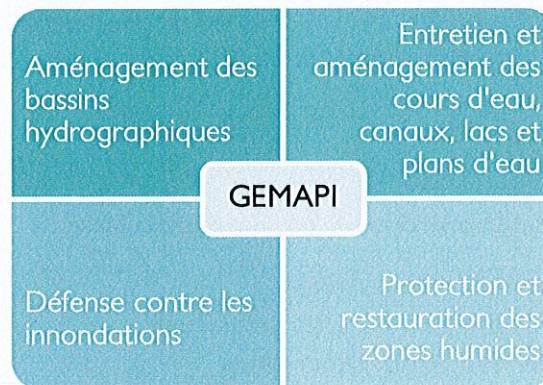 Aménagement des
bassins
hydrographiques
Entretien et
aménagement des
cours d'eau,
canaux, lacs et
plans d'eau
GEMAPI
Défense contre les
innondations
Protection et
restauration des
zones humides